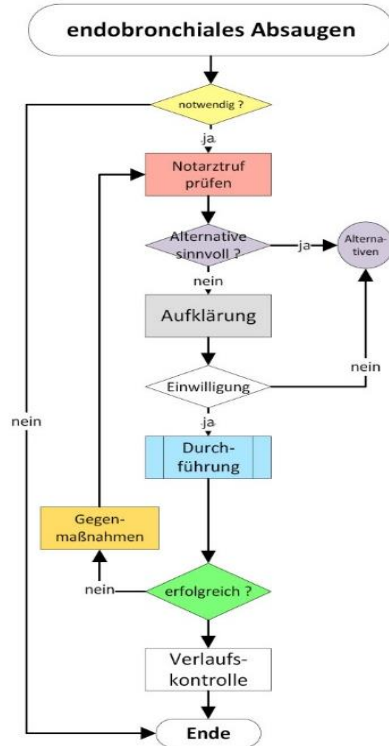 endobronchiales Absaugen
notwendig ?
ja
Notarztruf
prüfen
Alternative
sinnvoll ?
ja
Alterna-
tiven
nein
Aufklärung
nein
Einwilligung
nein
ja
Durch-
führung
Gegen-
maßnahmen
nein
erfolgreich ?
Verlaufs-
kontrolle
Ende